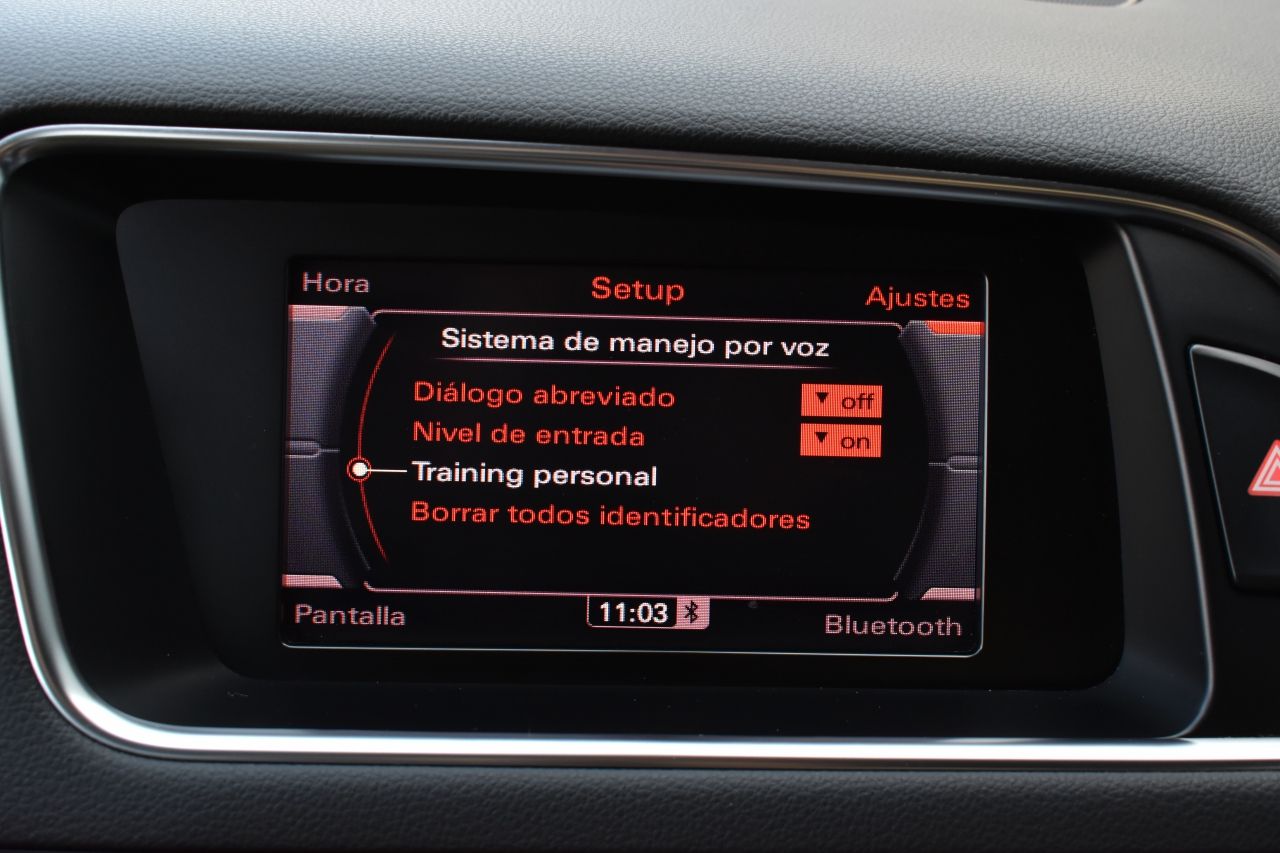 Hora
Setup
Ajustes
Sistema de manejo por voz
Diálogo abreviado
off
Nivel de entrada
on
Training personal
Borrar todos identificadores
Pantalla
11:03
Bluetooth